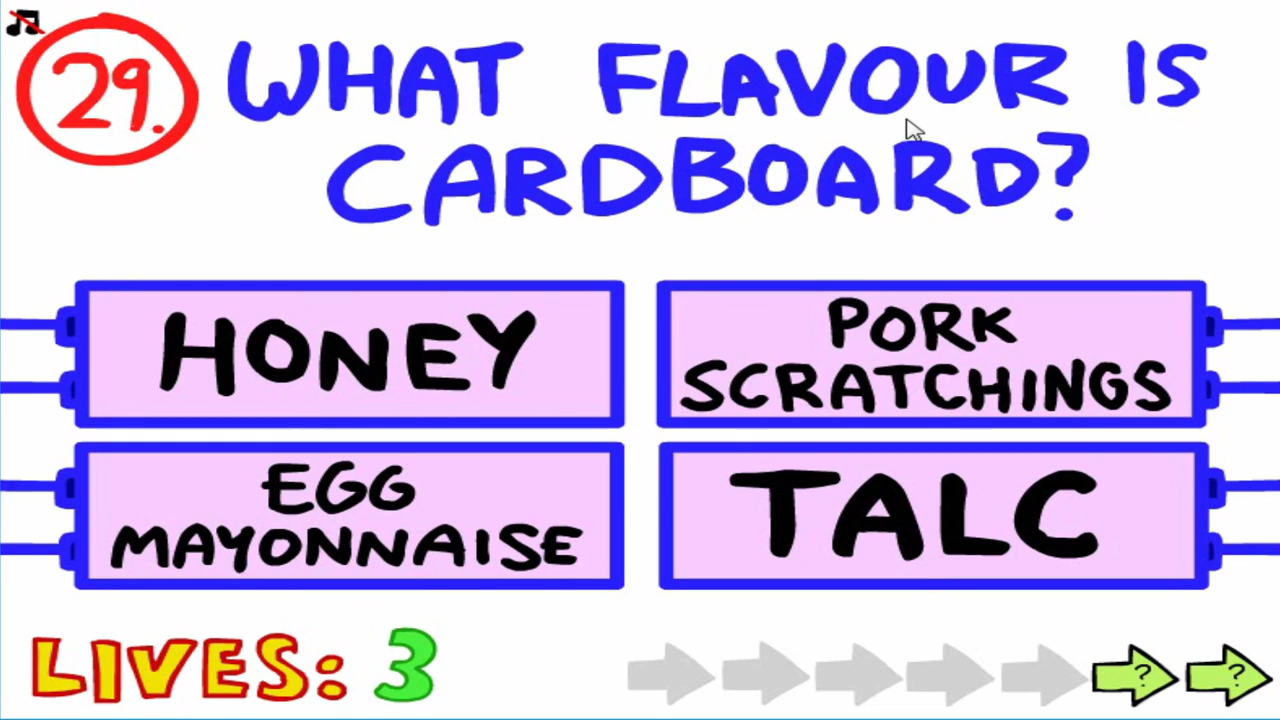 29.
WHAT FLAVOUR IS
CARDBOARD?
HONEY
PORK
SCRATCHINGS
EGG
MAYONNAISE
TALC
LIVES: 3
? ?